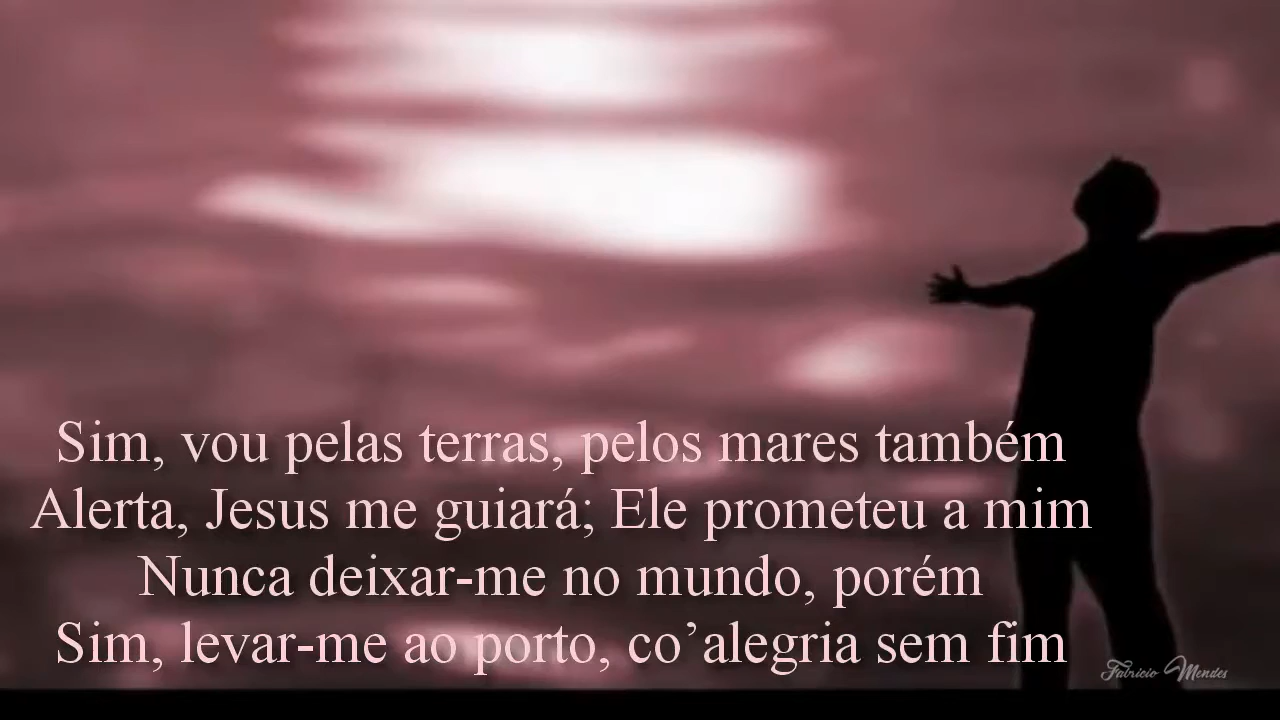 Sim, vou pelas terras, pelos mares também
Alerta, Jesus me guiará; Ele prometeu a mim
Nunca deixar-me no mundo, porém
Sim, levar-me ao porto, co’alegria sem fim
Fabricio Mendes